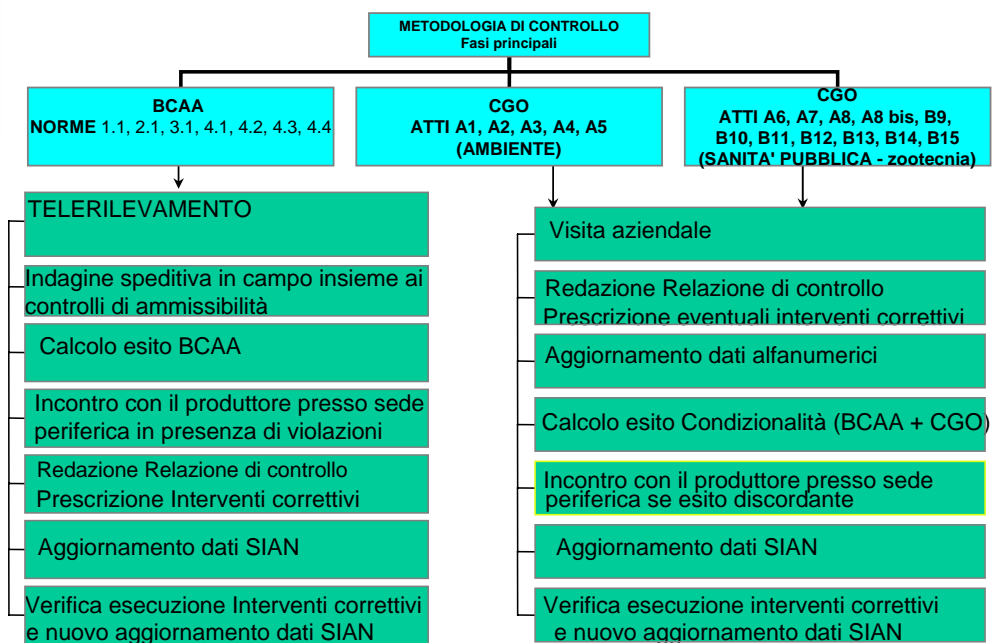 METODOLOGIA DI CONTROLLO
Fasi principali
BCAA
NORME 1.1, 2.1, 3.1, 4.1, 4.2, 4.3, 4.4
CGO
ATTI A1, A2, A3, A4, A5
(AMBIENTE)
CGO
ATTI A6, A7, A8, A8 bis, B9,
B10, B11, B12, B13, B14, B15
(SANITA' PUBBLICA - zootecnia)
TELERILEVAMENTO
Indagine speditiva in campo insieme ai
controlli di ammissibilità
Calcolo esito BCAA
Incontro con il produttore presso sede
periferica in presenza di violazioni
Redazione Relazione di controllo
Prescrizione Interventi correttivi
Aggiornamento dati SIAN
Verifica esecuzione Interventi correttivi
e nuovo aggiornamento dati SIAN
Visita aziendale
Redazione Relazione di controllo
Prescrizione eventuali interventi correttivi
Aggiornamento dati alfanumerici
Calcolo esito Condizionalità (BCAA + CGO)
Incontro con il produttore presso sede
periferica se esito discordante
Aggiornamento dati SIAN
Verifica esecuzione interventi correttivi
e nuovo aggiornamento dati SIAN